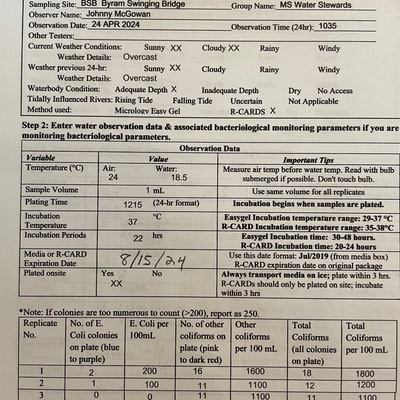 Sampling Site: BSB Byram Swinging Bridge Group Name: MS Water Stewards
Observer Name: Johnny McGowan
Observation Date: 24 APR 2024 Observation Time (24hr): 1035
Other Testers:
Current Weather Conditions: Sunny XX Cloudy XX Rainy Windy
Weather Details: Overcast
Weather previous 24-hr: Sunny XX Cloudy Rainy Windy
Weather Details: Overcast
Waterbody Condition: Adequate Depth X Inadequate Depth Dry No Access
Tidally Influenced Rivers: Rising Tide Falling Tide Uncertain Not Applicable
Method used: Micrology Easy Gel R-CARDS X
Step 2: Enter water observation data & associated bacteriological monitoring parameters if you are
monitoring bacteriological parameters.
Observation Data
Variable Value Important Tips
Temperature (°C) Air: Water: Measure air temp before water temp. Read with bulb
24 18.5 submerged if possible. Don't touch bulb.
Sample Volume 1 mL Use same volume for all replicates
Plating Time 1215 (24-hr format) Incubation begins when samples are plated.
Incubation 37 °C Easygel Incubation temperature range: 29-37 °C
Temperature R-CARD Incubation temperature range: 35-38°C
Incubation Periods 22 hrs Easygel Incubation time: 30-48 hours.
R-CARD Incubation time: 20-24 hours
Media or R-CARD 8/15/24 Use this date format: Jul/2019 (from media box)
Expiration Date R-CARD expiration date on original package
Plated onsite Yes No Always transport media on ice; plate within 3 hrs.
XX R-CARDs should only be plated on site; incubate
within 3 hrs
*Note: If colonies are too numerous to count (>200), report as 250.
Replicate No. of E. E. Coli per No. of other Other Total Total
No. Coli colonies 100mL coliforms on coliforms Coliforms Coliforms
on plate (blue plate (pink per 100 mL (all colonies per 100 mL
to purple) to dark red) on plate)
1 2 200 16 1600 18 1800
2 1 100 11 1100 12 1200
3 0 0 11 1100 11 1100